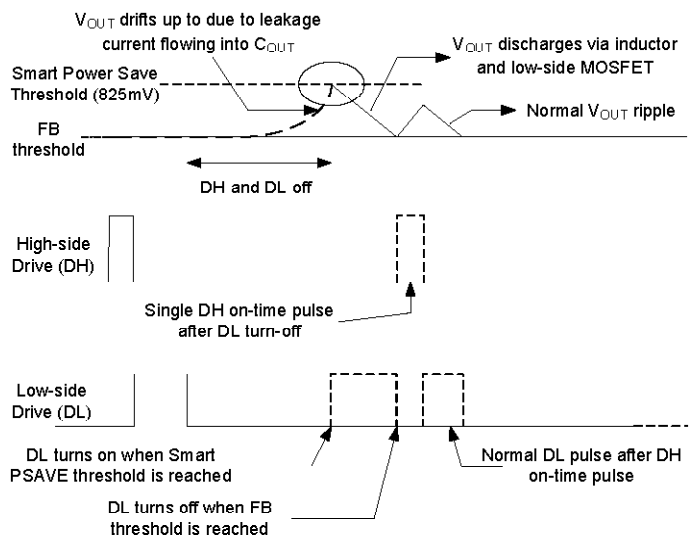 VOUT drifts up to due to leakage
current flowing into COUT
VOUT discharges via inductor
and low-side MOSFET
Smart Power Save
Threshold (825mV)
Normal VOUT ripple
FB
threshold
DH and DL off
High-side
Drive (DH)
Single DH on-time pulse
after DL turn-off
Low-side
Drive (DL)
DL turns on when Smart
PSAVE threshold is reached
Normal DL pulse after DH
on-time pulse
DL turns off when FB
threshold is reached